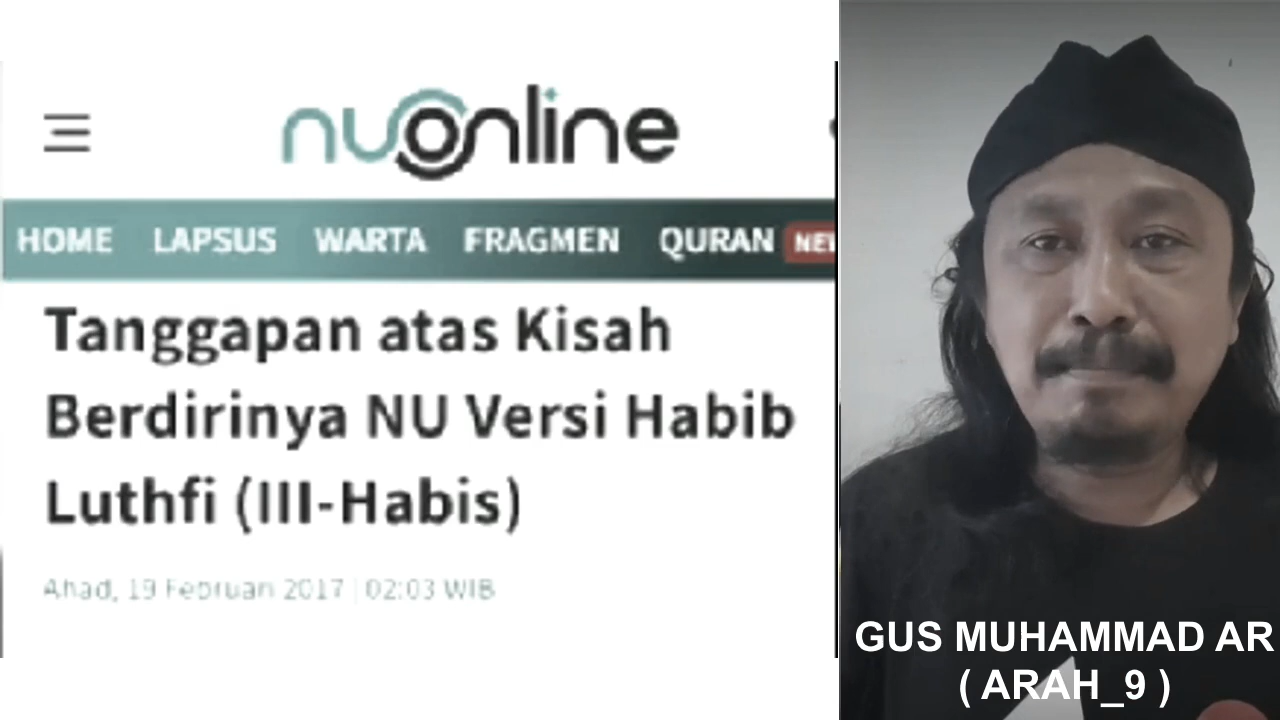 nuonline
HOME LAPSUS WARTA FRAGMEN QURAN NEW
Tanggapan atas Kisah
Berdirinya NU Versi Habib
Luthfi (III-Habis)
Ahad, 19 Februari 2017 | 02:03 WIB
GUS MUHAMMAD AR
( ARAH_9 )